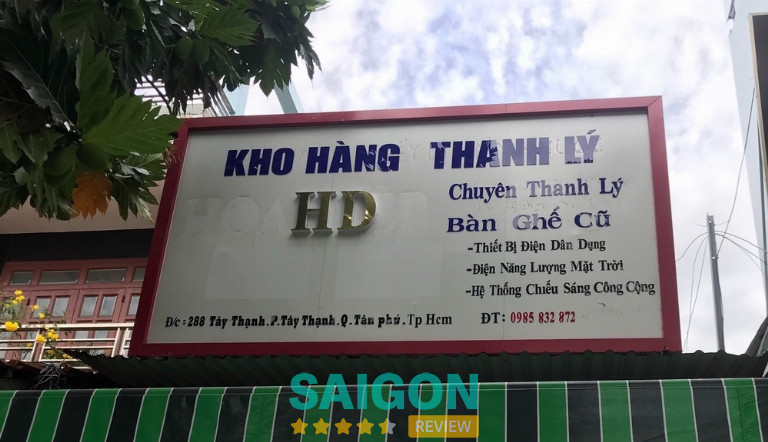 KHO HÀNG THANH LÝ
HD
Chuyên Thanh Lý
Bàn Ghế Cũ
-Thiết Bị Điện Dân Dụng
-Điện Năng Lượng Mặt Trời
-Hệ Thống Chiếu Sáng Công Cộng
Đ/c : 288 Tây Thạnh.P.Tây Thạnh.Q.Tân phú.Tp Hcm
ĐT: 0985 832 872
SAIGON
REVIEW